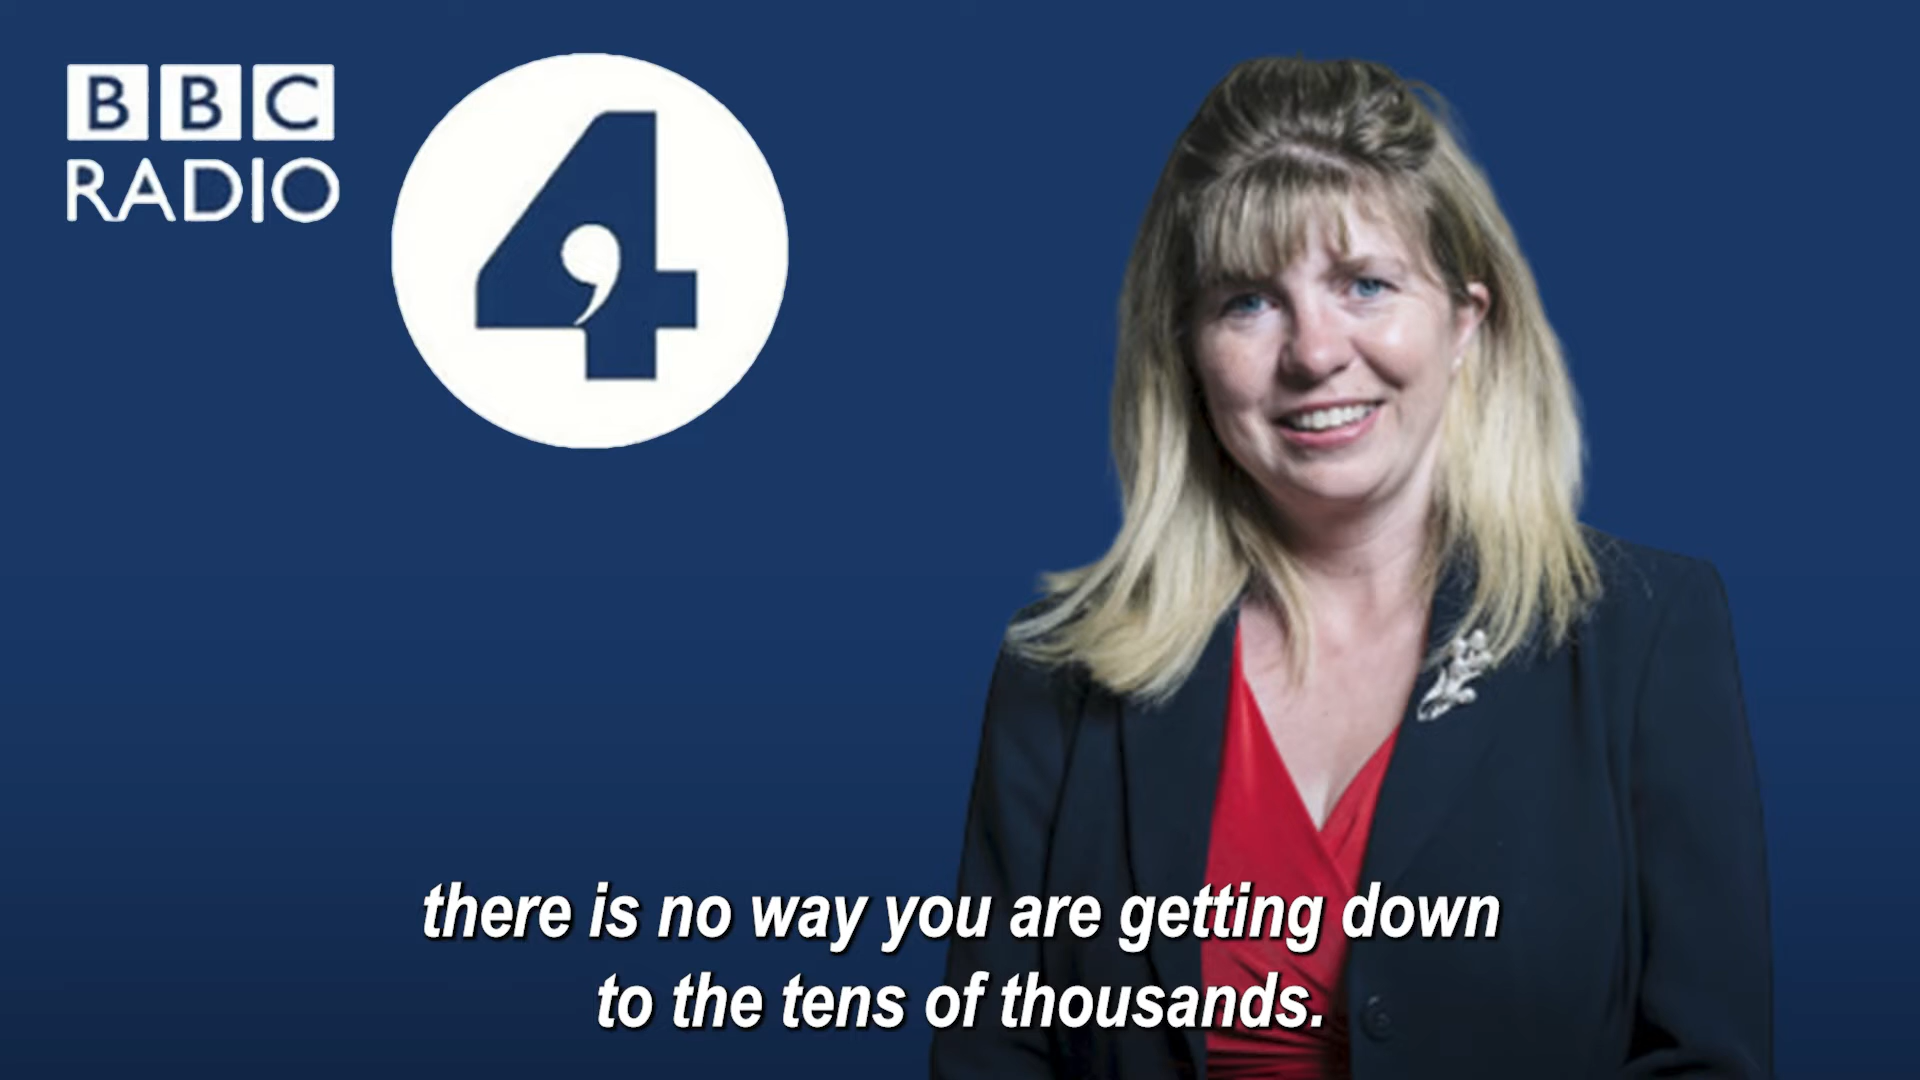 BBC
RADIO
4
there is no way you are getting down
to the tens of thousands.